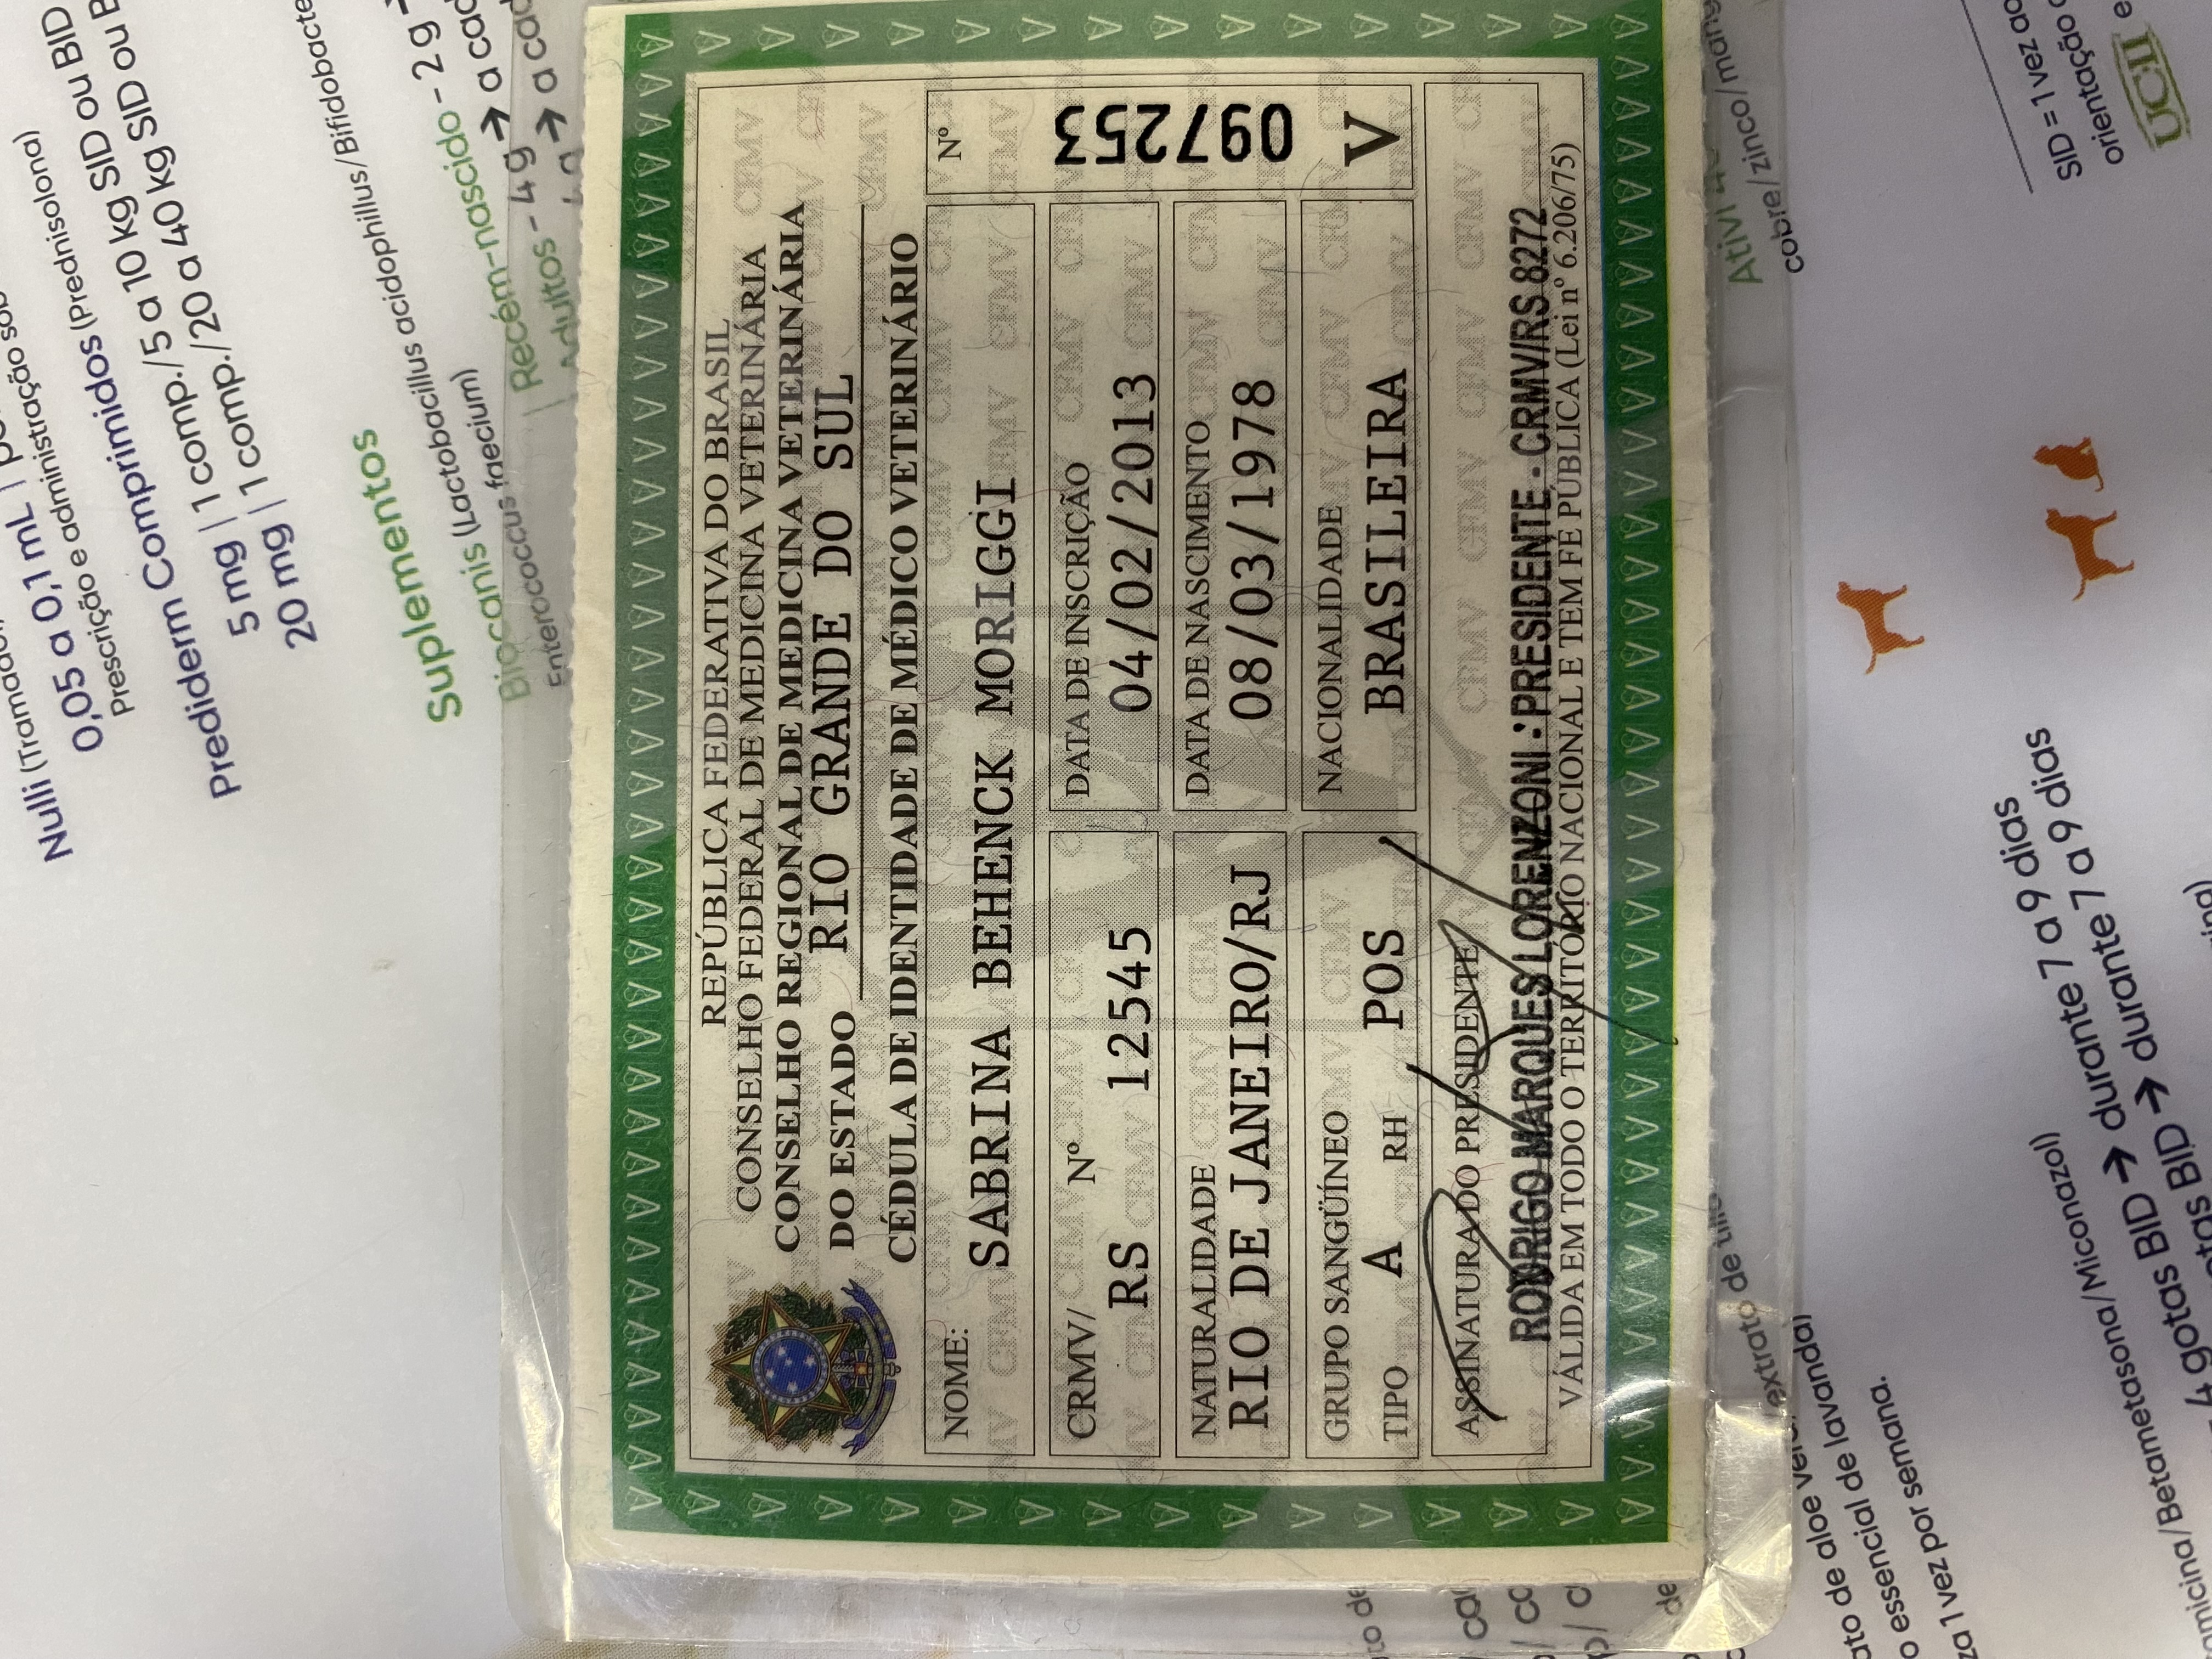 REPÚBLICA FEDERATIVA DO BRASIL
CONSELHO FEDERAL DE MEDICINA VETERINÁRIA
CONSELHO REGIONAL DE MEDICINA VETERINÁRIA
DO ESTADO RIO GRANDE DO SUL
CÉDULA DE IDENTIDADE DE MÉDICO VETERINÁRIO
Nº
097253
V
NOME:
SABRINA BEHENCK MORIGGI
CRMV/ Nº
RS 12545
DATA DE INSCRIÇÃO
04/02/2013
NATURALIDADE
RIO DE JANEIRO/RJ
DATA DE NASCIMENTO
08/03/1978
GRUPO SANGÜÍNEO
TIPO A RH POS
NACIONALIDADE
BRASILEIRA
ASSINATURA DO PRESIDENTE
RODRIGO MARQUES LORENZONI : PRESIDENTE - CRMV/RS 8272
VÁLIDA EM TODO O TERRITÓRIO NACIONAL E TEM FÉ PÚBLICA (Lei nº 6.206/75)
Nulli
0,05 a 0,1 mL |
Prescrição e administração
Prediderm Comprimidos (Prednisolona)
5 mg | 1 comp./5 a 10 kg SID ou BID
20 mg | 1 comp./20 a 40 kg SID ou
Suplementos
Biocanis (Lactobacillus acidophillus/
Enterococcus faecium)
Recém-nascido - 2 g
Adultos - 4 g → a cada
cobre/zinco/
SID = 1 vez ao
orientação
UC:II e
→ durante 7 a 9 dias
gotas BID → durante 7 a 9 dias
4 gotas BID
/Betametasona/Miconazol)
extrato de
de aloe vera,
essencial de lavanda)
1 vez por semana.